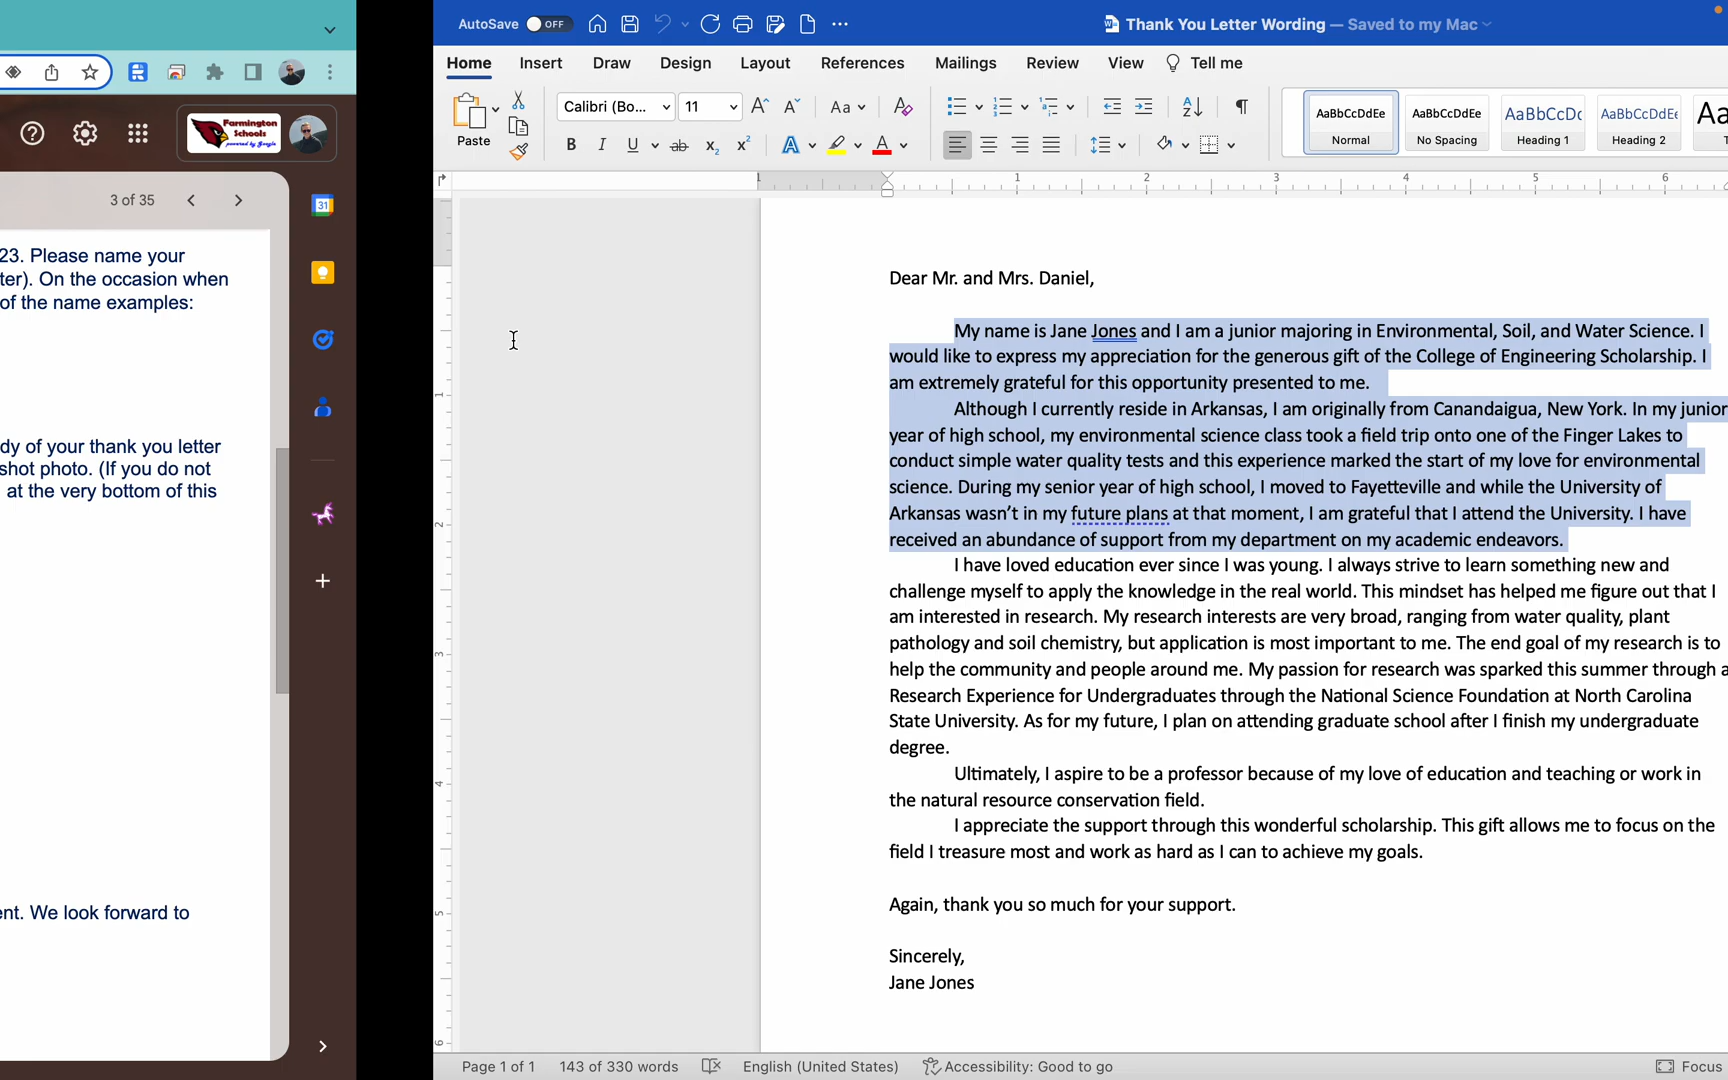 3 of 35
23. Please name your
ter). On the occasion when
of the name examples:
dy of your thank you letter
shot photo. (If you do not
at the very bottom of this
ent. We look forward to
Farmington
Schools
powered by Google
31
AutoSave OFF
Thank You Letter Wording — Saved to my Mac
Home Insert Draw Design Layout References Mailings Review View Tell me
Paste
Calibri (Bo... 11
AaBbCcDdEe AaBbCcDdEe AaBbCcDc AaBbCcDdEe Aa
Normal No Spacing Heading 1 Heading 2 T
1 1 2 3 4 5 6
1
2
3
4
5
6
Dear Mr. and Mrs. Daniel,
My name is Jane Jones and I am a junior majoring in Environmental, Soil, and Water Science. I
would like to express my appreciation for the generous gift of the College of Engineering Scholarship. I
am extremely grateful for this opportunity presented to me.
Although I currently reside in Arkansas, I am originally from Canandaigua, New York. In my junior
year of high school, my environmental science class took a field trip onto one of the Finger Lakes to
conduct simple water quality tests and this experience marked the start of my love for environmental
science. During my senior year of high school, I moved to Fayetteville and while the University of
Arkansas wasn’t in my future plans at that moment, I am grateful that I attend the University. I have
received an abundance of support from my department on my academic endeavors.
I have loved education ever since I was young. I always strive to learn something new and
challenge myself to apply the knowledge in the real world. This mindset has helped me figure out that I
am interested in research. My research interests are very broad, ranging from water quality, plant
pathology and soil chemistry, but application is most important to me. The end goal of my research is to
help the community and people around me. My passion for research was sparked this summer through a
Research Experience for Undergraduates through the National Science Foundation at North Carolina
State University. As for my future, I plan on attending graduate school after I finish my undergraduate
degree.
Ultimately, I aspire to be a professor because of my love of education and teaching or work in
the natural resource conservation field.
I appreciate the support through this wonderful scholarship. This gift allows me to focus on the
field I treasure most and work as hard as I can to achieve my goals.
Again, thank you so much for your support.
Sincerely,
Jane Jones
Page 1 of 1 143 of 330 words English (United States) Accessibility: Good to go Focus